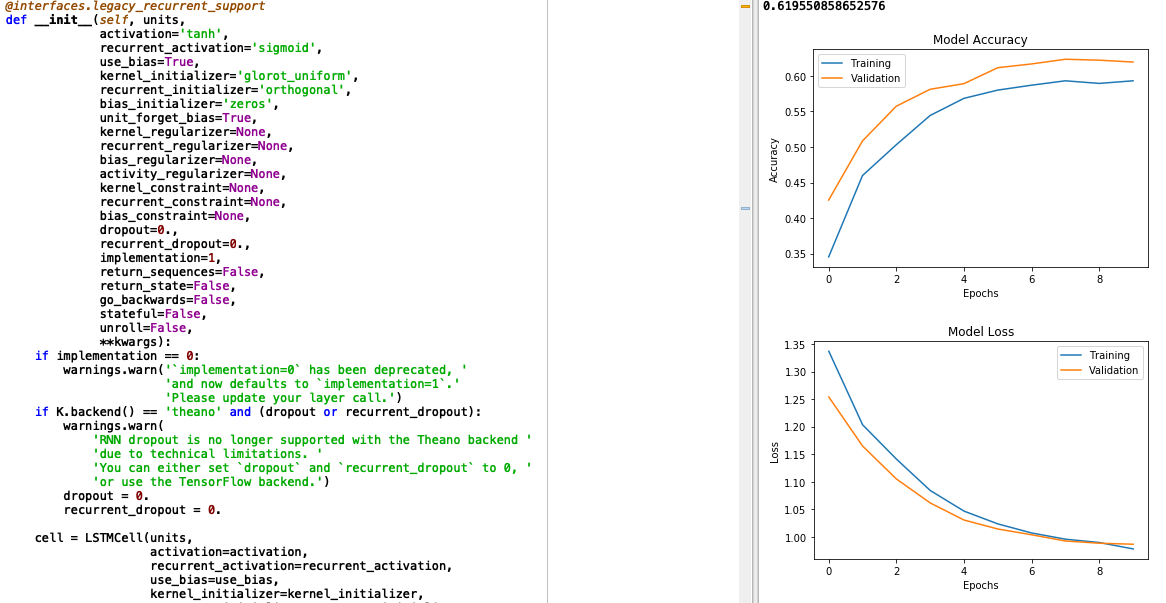 @interfaces.legacy_recurrent_support
def __init__(self, units,
activation='tanh',
recurrent_activation='sigmoid',
use_bias=True,
kernel_initializer='glorot_uniform',
recurrent_initializer='orthogonal',
bias_initializer='zeros',
unit_forget_bias=True,
kernel_regularizer=None,
recurrent_regularizer=None,
bias_regularizer=None,
activity_regularizer=None,
kernel_constraint=None,
recurrent_constraint=None,
bias_constraint=None,
dropout=0.,
recurrent_dropout=0.,
implementation=1,
return_sequences=False,
return_state=False,
go_backwards=False,
stateful=False,
unroll=False,
**kwargs):
if implementation == 0:
warnings.warn('`implementation=0` has been deprecated, '
'and now defaults to `implementation=1`.'
'Please update your layer call.')
if K.backend() == 'theano' and (dropout or recurrent_dropout):
warnings.warn(
'RNN dropout is no longer supported with the Theano backend '
'due to technical limitations. '
'You can either set `dropout` and `recurrent_dropout` to 0, '
'or use the TensorFlow backend.')
dropout = 0.
recurrent_dropout = 0.
cell = LSTMCell(units,
activation=activation,
recurrent_activation=recurrent_activation,
use_bias=use_bias,
kernel_initializer=kernel_initializer,
0.619550858652576
Model Accuracy
Training
Validation
Accuracy
0.60
0.55
0.50
0.45
0.40
0.35
0 2 4 6 8
Epochs
Model Loss
Training
Validation
Loss
1.35
1.30
1.25
1.20
1.15
1.10
1.05
1.00
0 2 4 6 8
Epochs